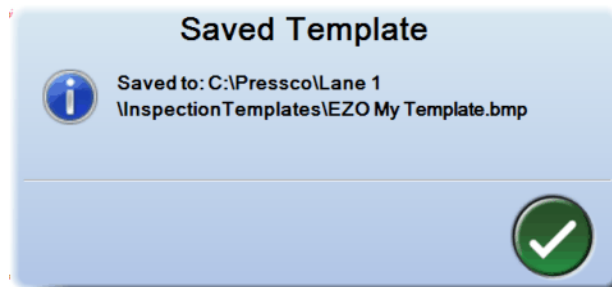 Saved Template
Saved to: C:\Pressco\Lane 1
\InspectionTemplates\EZO My Template.bmp